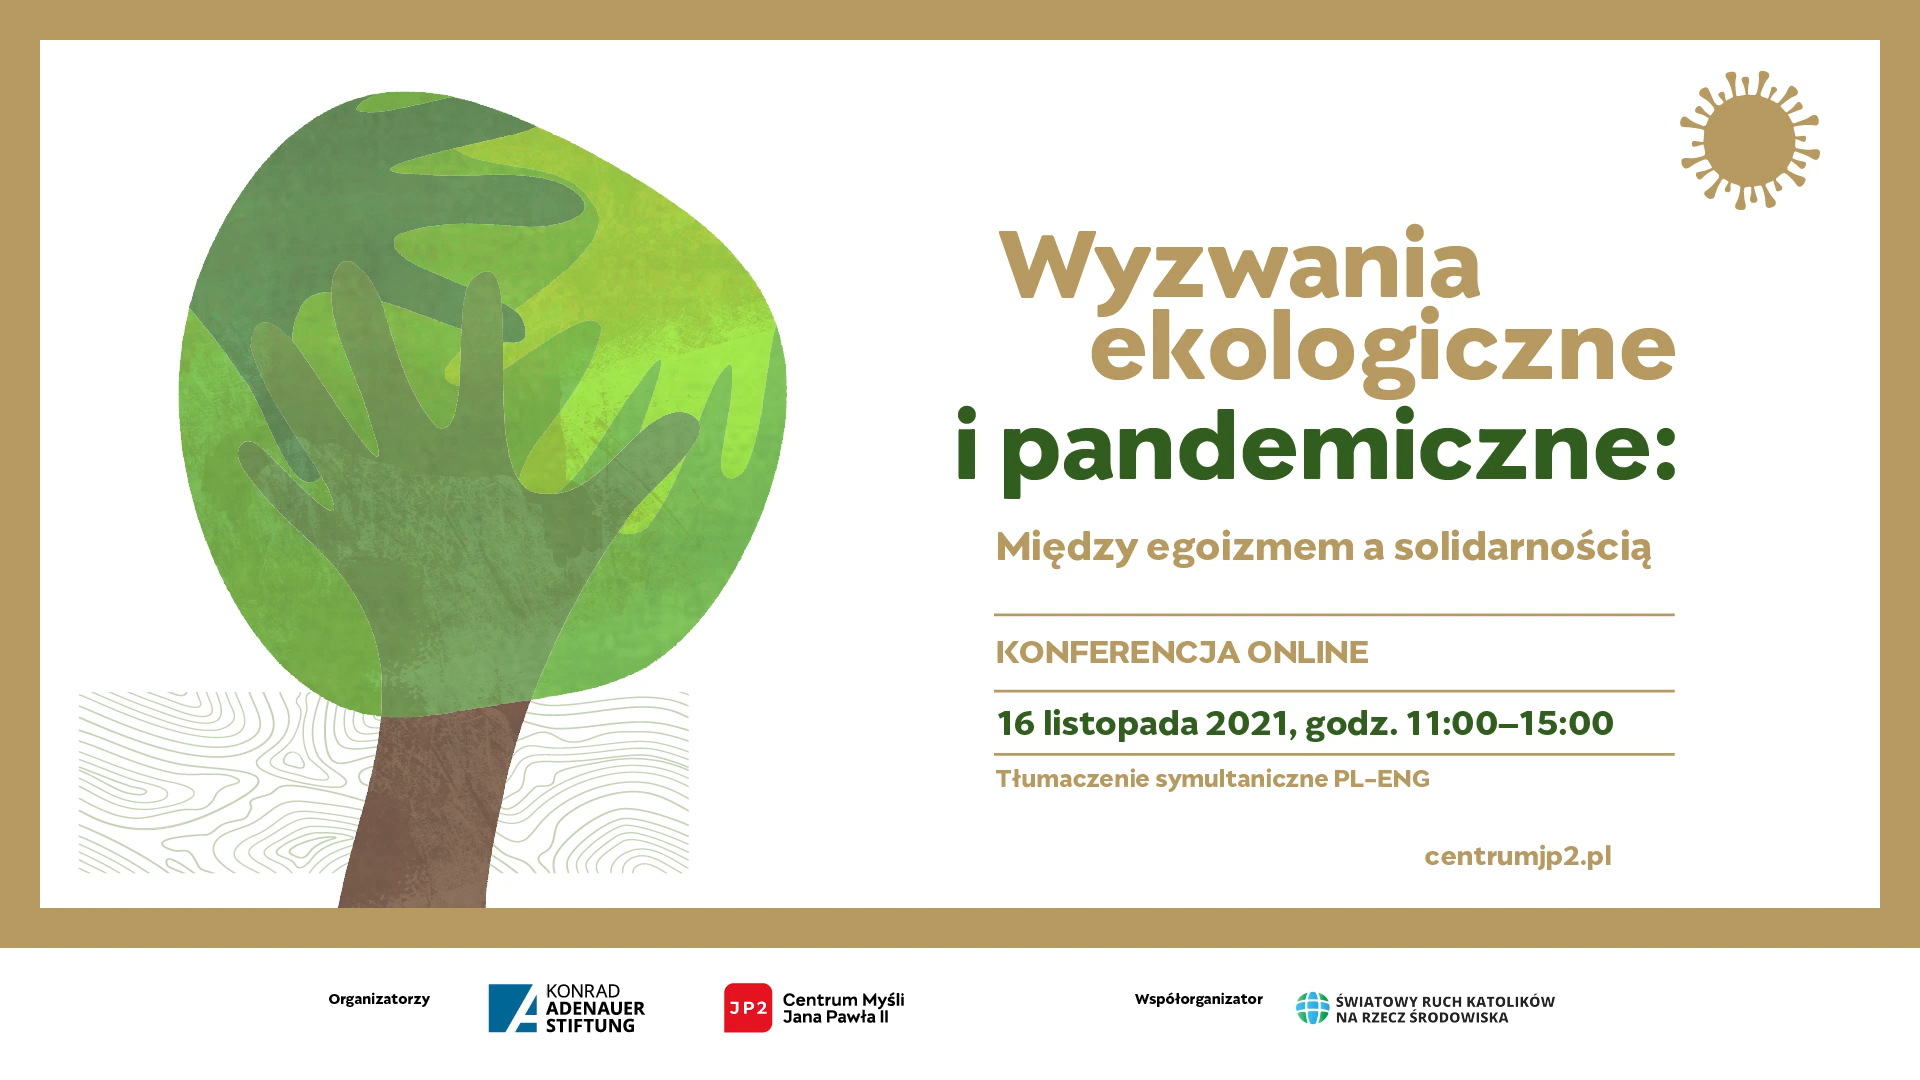 Wyzwania
ekologiczne
i pandemiczne:
Między egoizmem a solidarnością
KONFERENCJA ONLINE
16 listopada 2021, godz. 11:00–15:00
Tłumaczenie symultaniczne PL–ENG
centrumjp2.pl
Organizatorzy
KONRAD
ADENAUER
STIFTUNG
JP2
Centrum Myśli
Jana Pawła II
Współorganizator
ŚWIATOWY RUCH KATOLIKÓW
NA RZECZ ŚRODOWISKA